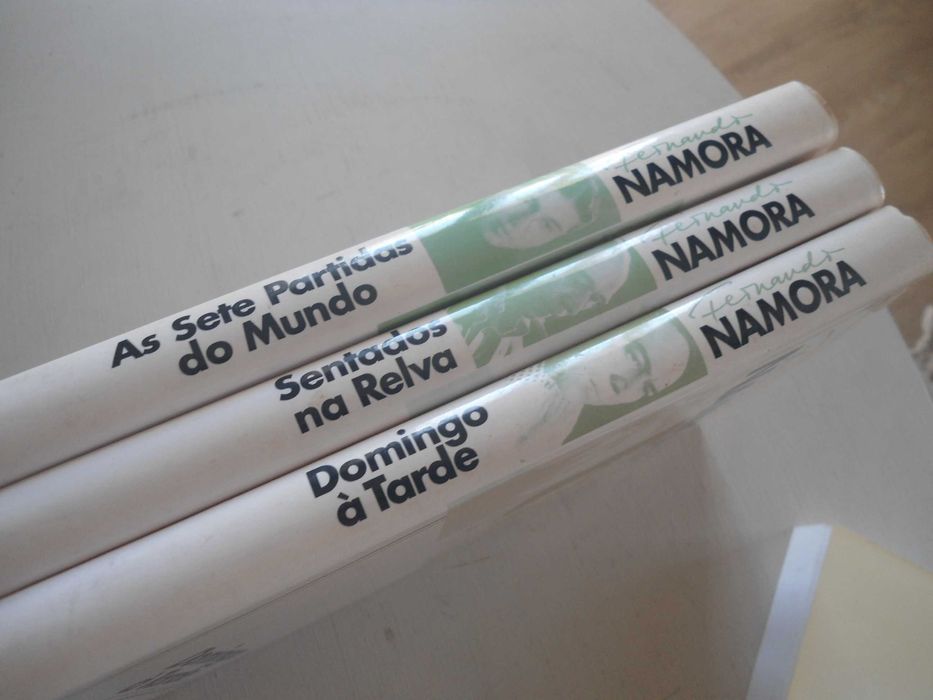 As Sete Partidas
do Mundo
fernando
NAMORA
Sentados
na Relva
fernando
NAMORA
Domingo
à Tarde
fernando
NAMORA